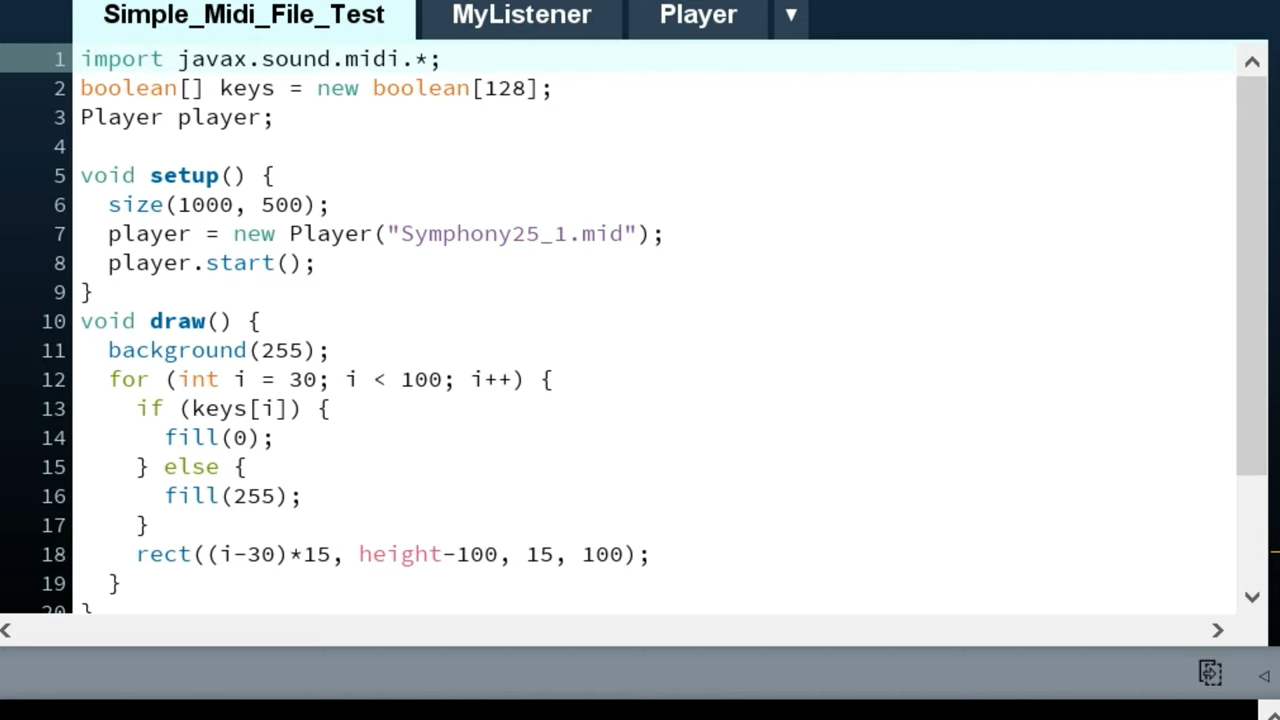 Simple_Midi_File_Test MyListener Player ▼
1 import javax.sound.midi.*;
2 boolean[] keys = new boolean[128];
3 Player player;
4
5 void setup() {
6   size(1000, 500);
7   player = new Player("Symphony25_1.mid");
8   player.start();
9 }
10 void draw() {
11   background(255);
12   for (int i = 30; i < 100; i++) {
13     if (keys[i]) {
14       fill(0);
15     } else {
16       fill(255);
17     }
18     rect((i-30)*15, height-100, 15, 100);
19   }
20 }